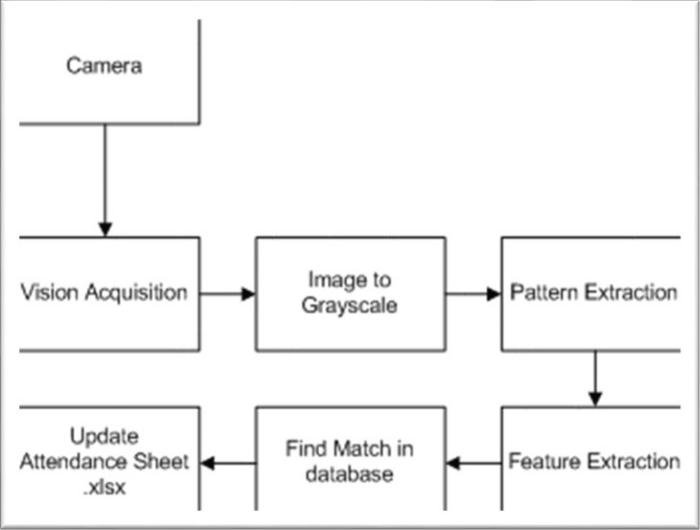 Camera
Vision Acquisition
Image to
Grayscale
Pattern Extraction
Update
Attendance Sheet
.xlsx
Find Match in
database
Feature Extraction